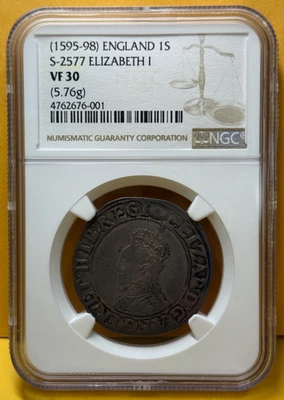 (1595-98) ENGLAND 1S
S-2577 ELIZABETH I
VF 30
(5.76g)
4762676-001
NUMISMATIC GUARANTY CORPORATION
NGC